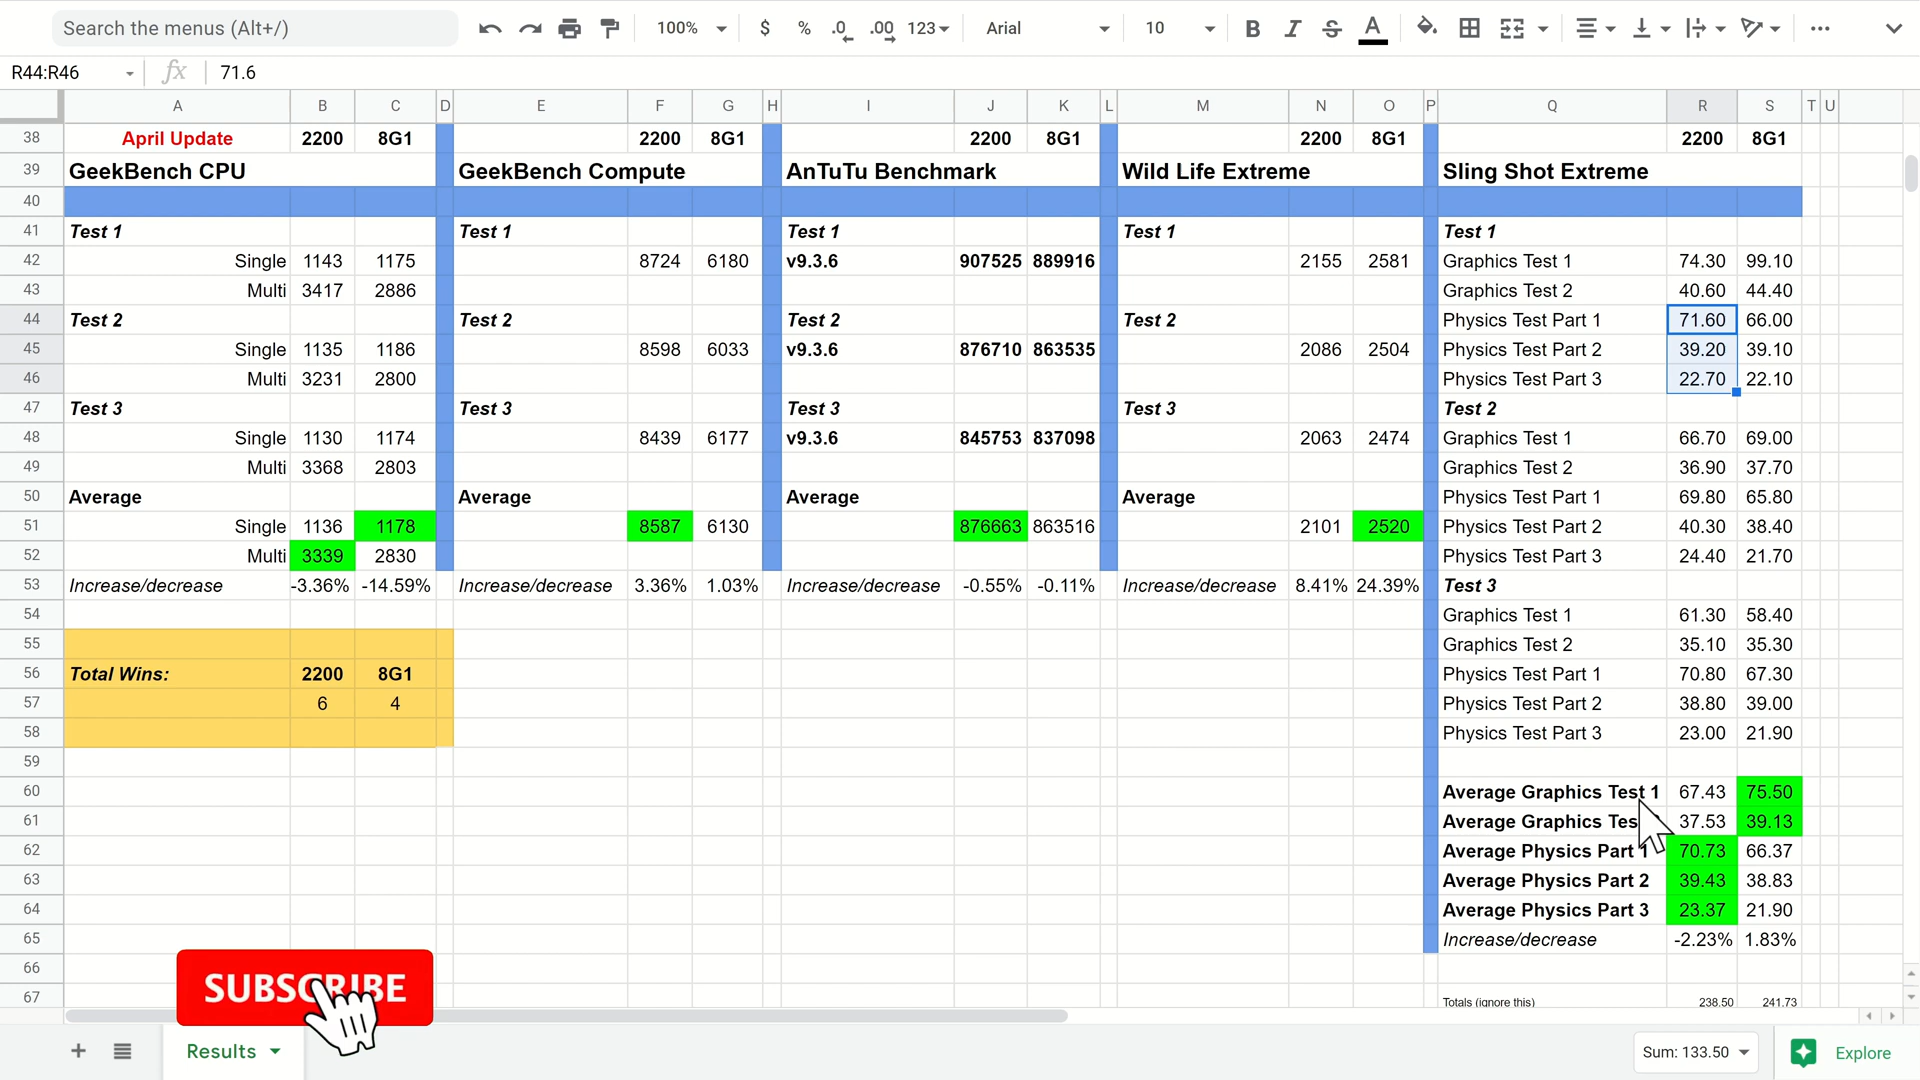 Search the menus (Alt+/) 100% $ % .0 .00 123 Arial 10 B I S A
R44:R46 fx 71.6
A B C D E F G H I J K L M N O P Q R S T U
38 April Update 2200 8G1 2200 8G1 2200 8G1 2200 8G1 2200 8G1
39 GeekBench CPU GeekBench Compute AnTuTu Benchmark Wild Life Extreme Sling Shot Extreme
40
41 Test 1 Test 1 Test 1 Test 1 Test 1
42 Single 1143 1175 8724 6180 v9.3.6 907525 889916 2155 2581 Graphics Test 1 74.30 99.10
43 Multi 3417 2886 Graphics Test 2 40.60 44.40
44 Test 2 Test 2 Test 2 Test 2 Physics Test Part 1 71.60 66.00
45 Single 1135 1186 8598 6033 v9.3.6 876710 863535 2086 2504 Physics Test Part 2 39.20 39.10
46 Multi 3231 2800 Physics Test Part 3 22.70 22.10
47 Test 3 Test 3 Test 3 Test 3 Test 2
48 Single 1130 1174 8439 6177 v9.3.6 845753 837098 2063 2474 Graphics Test 1 66.70 69.00
49 Multi 3368 2803 Graphics Test 2 36.90 37.70
50 Average Average Average Average Physics Test Part 1 69.80 65.80
51 Single 1136 1178 8587 6130 876663 863516 2101 2520 Physics Test Part 2 40.30 38.40
52 Multi 3339 2830 Physics Test Part 3 24.40 21.70
53 Increase/decrease -3.36% -14.59% Increase/decrease 3.36% 1.03% Increase/decrease -0.55% -0.11% Increase/decrease 8.41% 24.39% Test 3
54 Graphics Test 1 61.30 58.40
55 Graphics Test 2 35.10 35.30
56 Total Wins: 2200 8G1 Physics Test Part 1 70.80 67.30
57 6 4 Physics Test Part 2 38.80 39.00
58 Physics Test Part 3 23.00 21.90
59
60 Average Graphics Test 1 67.43 75.50
61 Average Graphics Tes 37.53 39.13
62 Average Physics Part 1 70.73 66.37
63 Average Physics Part 2 39.43 38.83
64 Average Physics Part 3 23.37 21.90
65 Increase/decrease -2.23% 1.83%
66
67 Totals (ignore this) 238.50 241.73
SUBSCRIBE
Results Sum: 133.50 Explore